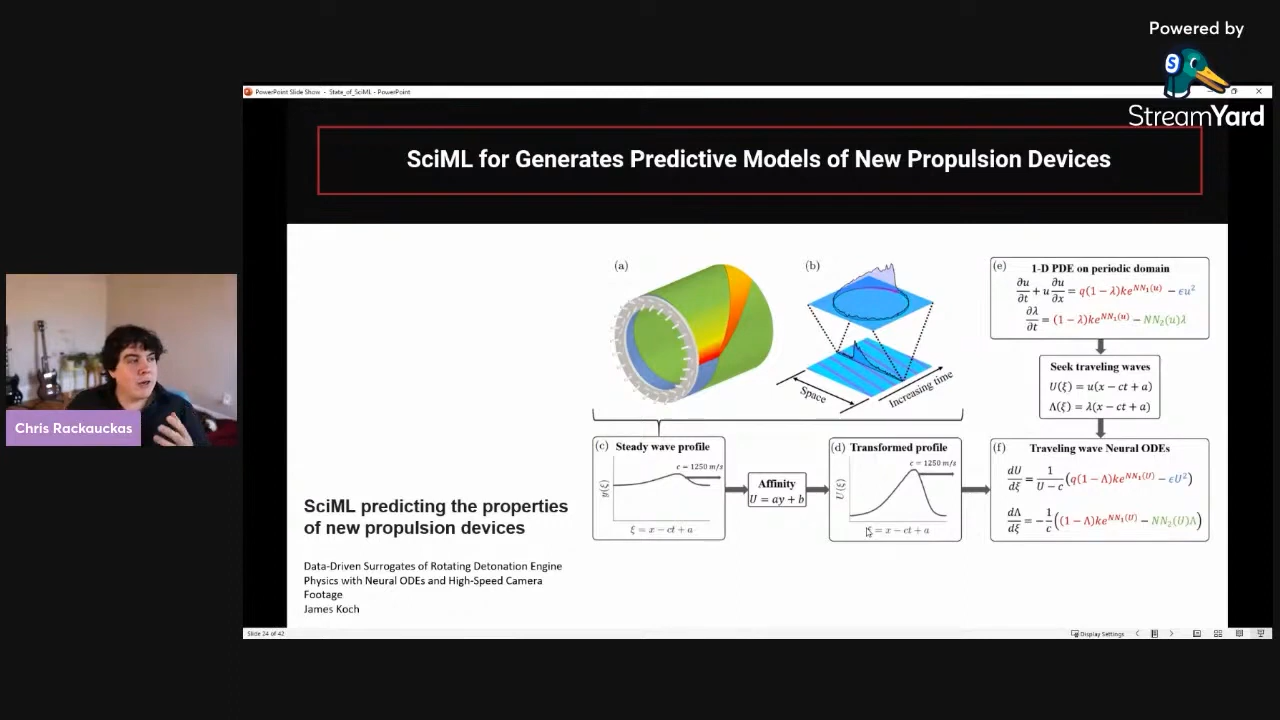 Powered by
S
StreamYard
PowerPoint Slide Show - State_of_SciML - PowerPoint
SciML for Generates Predictive Models of New Propulsion Devices
Chris Rackauckas
SciML predicting the properties
of new propulsion devices
Data-Driven Surrogates of Rotating Detonation Engine
Physics with Neural ODEs and High-Speed Camera
Footage
James Koch
(a)
(b)
Space
Increasing time
(c) Steady wave profile
c = 1250 m/s
y(ξ)
ξ = x − ct + a
Affinity
U = ay + b
(d) Transformed profile
c = 1250 m/s
U(ξ)
ξ = x − ct + a
(e) 1-D PDE on periodic domain
∂u/∂t + u ∂u/∂x = q(1 − λ)ke^{NN₁(u)} − ϵu²
∂λ/∂t = (1 − λ)ke^{NN₁(u)} − NN₂(u)λ
Seek traveling waves
U(ξ) = u(x − ct + a)
Λ(ξ) = λ(x − ct + a)
(f) Traveling wave Neural ODEs
dU/dξ = 1/(U − c) (q(1 − Λ)ke^{NN₁(U)} − ϵU²)
dΛ/dξ = −1/c ((1 − Λ)ke^{NN₁(U)} − NN₂(U)Λ)
Slide 24 of 42
Display Settings